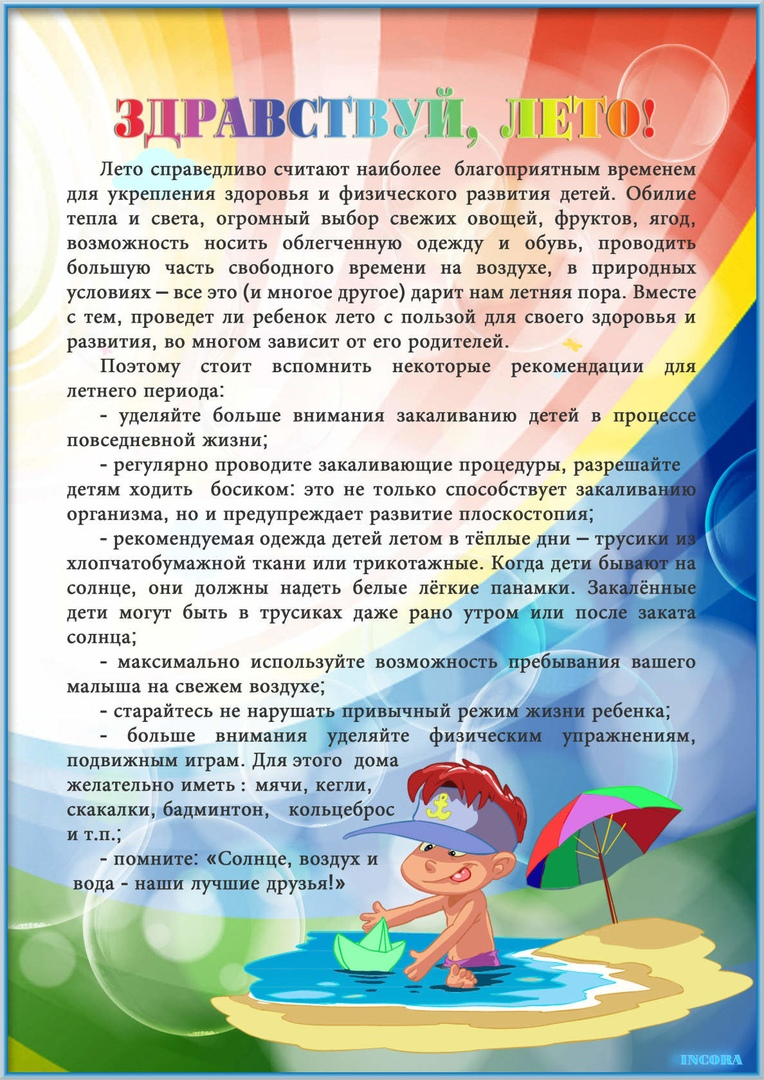 ЗДРАВСТВУЙ, ЛЕТО!
Лето справедливо считают наиболее благоприятным временем
для укрепления здоровья и физического развития детей. Обилие
тепла и света, огромный выбор свежих овощей, фруктов, ягод,
возможность носить облегченную одежду и обувь, проводить
большую часть свободного времени на воздухе, в природных
условиях – все это (и многое другое) дарит нам летняя пора. Вместе
с тем, проведет ли ребенок лето с пользой для своего здоровья и
развития, во многом зависит от его родителей.
Поэтому стоит вспомнить некоторые рекомендации для
летнего периода:
- уделяйте больше внимания закаливанию детей в процессе
повседневной жизни;
- регулярно проводите закаливающие процедуры, разрешайте
детям ходить босиком: это не только способствует закаливанию
организма, но и предупреждает развитие плоскостопия;
- рекомендуемая одежда детей летом в тёплые дни – трусики из
хлопчатобумажной ткани или трикотажные. Когда дети бывают на
солнце, они должны надеть белые лёгкие панамки. Закалённые
дети могут быть в трусиках даже рано утром или после заката
солнца;
- максимально используйте возможность пребывания вашего
малыша на свежем воздухе;
- старайтесь не нарушать привычный режим жизни ребенка;
- больше внимания уделяйте физическим упражнениям,
подвижным играм. Для этого дома
желательно иметь : мячи, кегли,
скакалки, бадминтон, кольцеброс
и т.п.;
- помните: «Солнце, воздух и
вода - наши лучшие друзья!»
INCORA